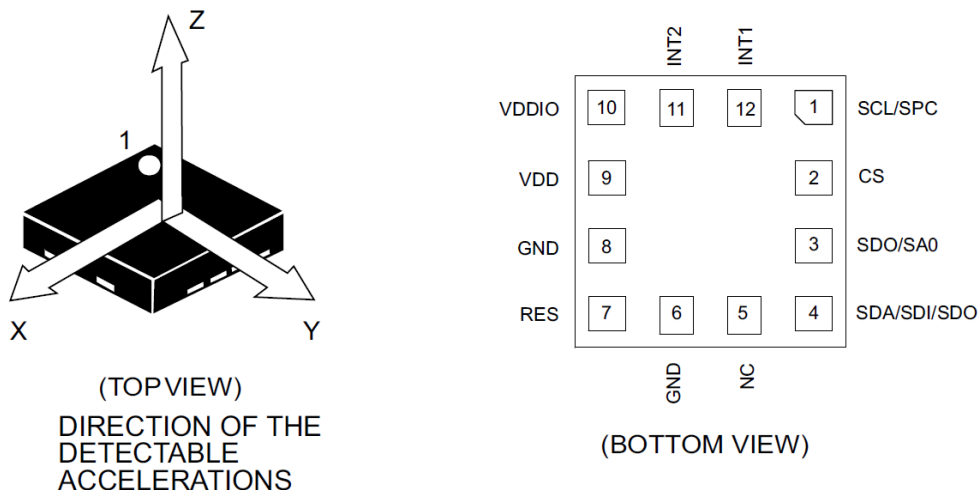 Z
1
X
Y
(TOP VIEW)
DIRECTION OF THE
DETECTABLE
ACCELERATIONS
INT2
INT1
VDDIO
10
11
12
1
SCL/SPC
VDD
9
2
CS
GND
8
3
SDO/SA0
RES
7
6
5
4
SDA/SDI/SDO
GND
NC
(BOTTOM VIEW)